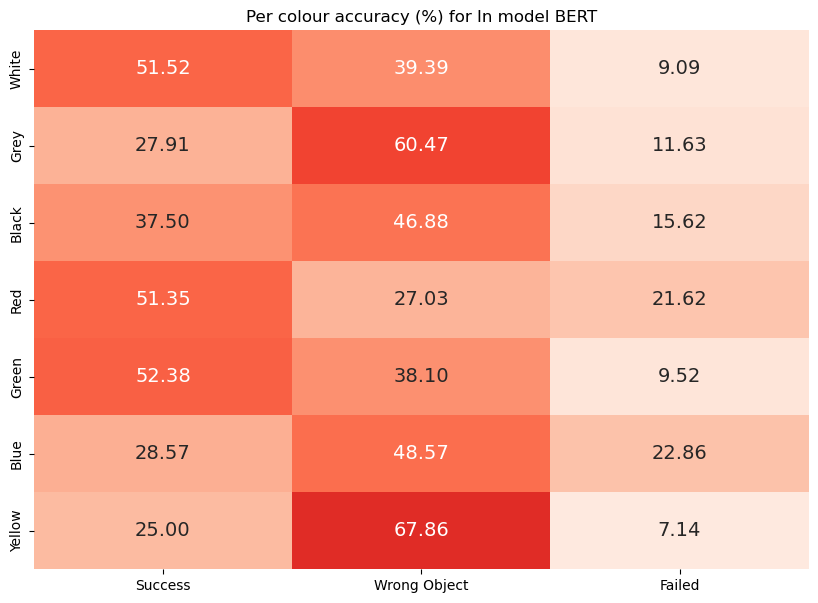 Per colour accuracy (%) for In model BERT
White 51.52 39.39 9.09
Grey 27.91 60.47 11.63
Black 37.50 46.88 15.62
Red 51.35 27.03 21.62
Green 52.38 38.10 9.52
Blue 28.57 48.57 22.86
Yellow 25.00 67.86 7.14
Success Wrong Object Failed